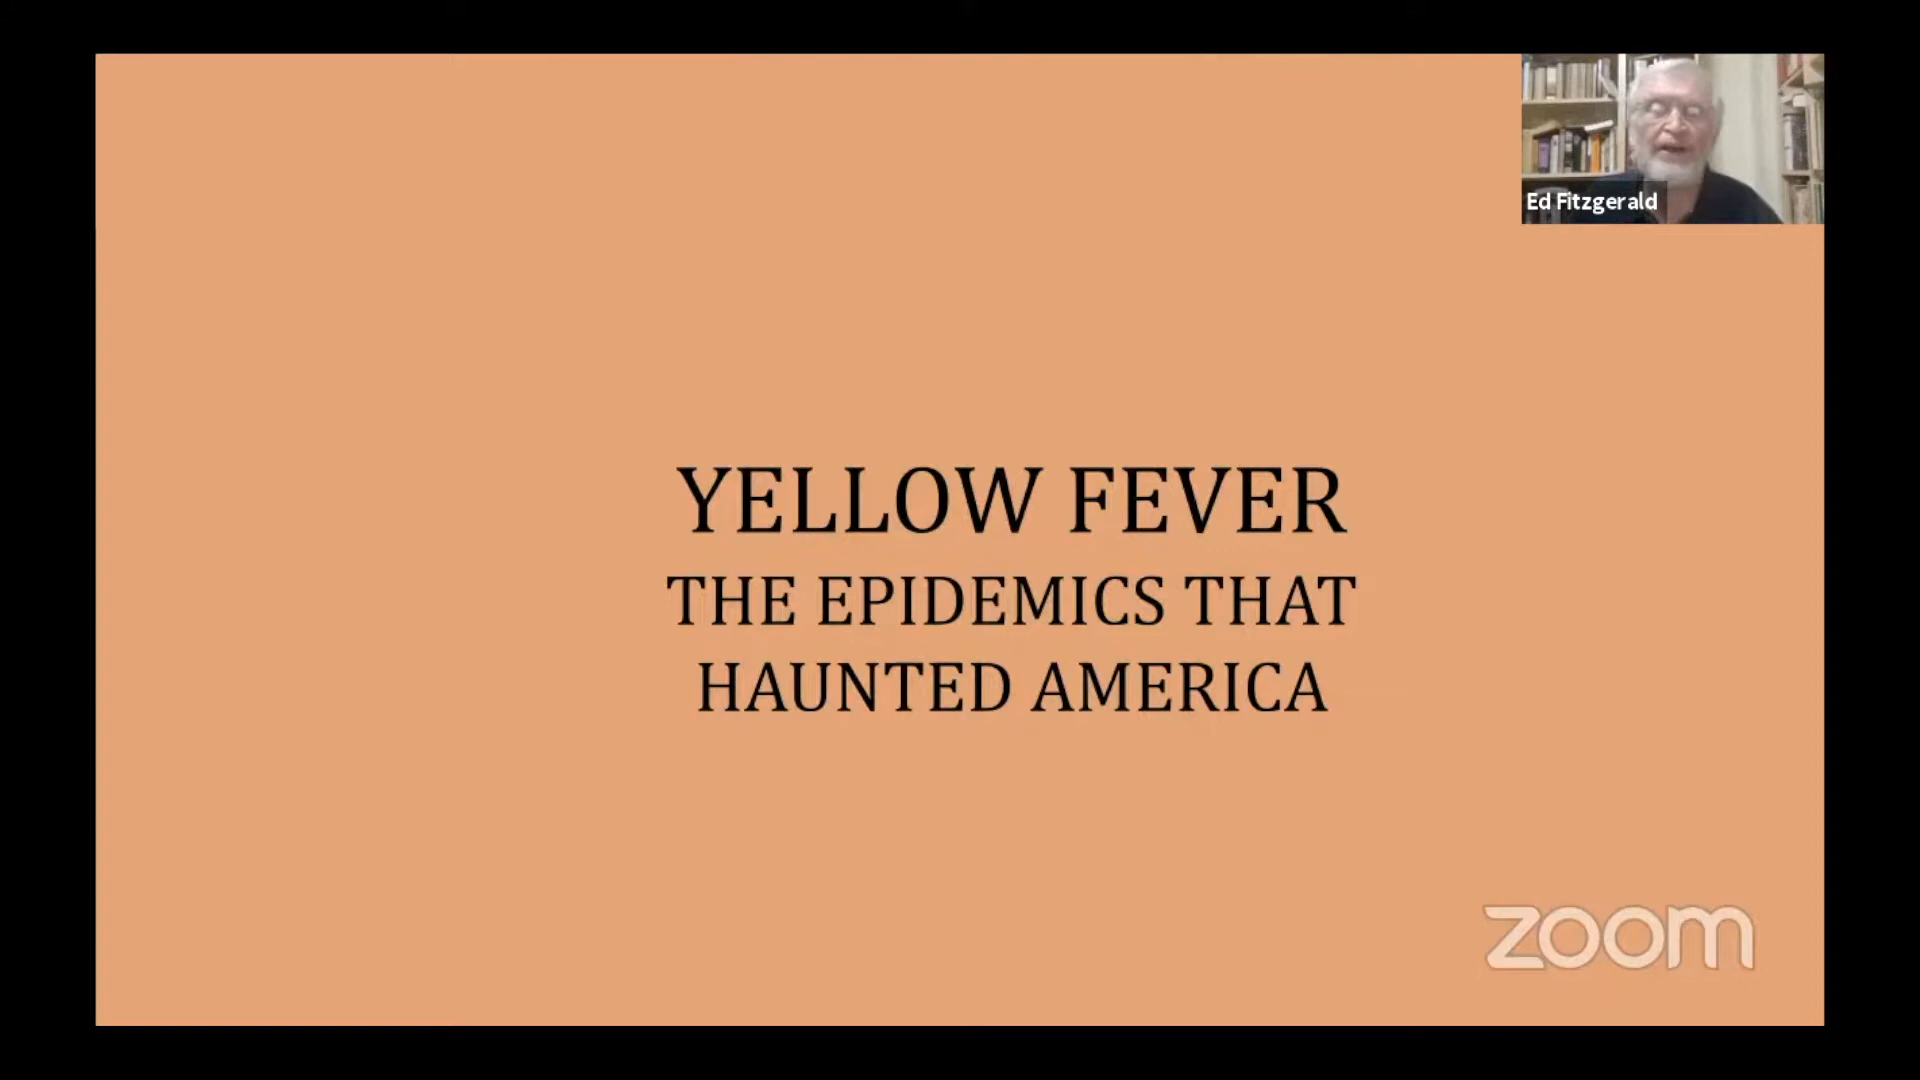 Ed Fitzgerald
YELLOW FEVER
THE EPIDEMICS THAT
HAUNTED AMERICA
zoom